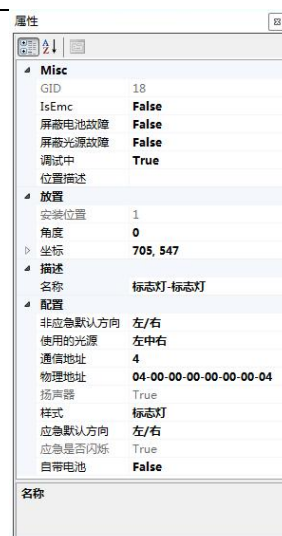 属性
Misc
GID 18
IsEmc False
屏蔽电池故障 False
屏蔽光源故障 False
调试中 True
位置描述
放置
安装位置 1
角度 0
坐标 705, 547
描述
名称 标志灯-标志灯
配置
非应急默认方向 左/右
使用的光源 左中右
通信地址 4
物理地址 04-00-00-00-00-00-00-04
扬声器 True
样式 标志灯
应急默认方向 左/右
应急是否闪烁 True
自带电池 False
名称